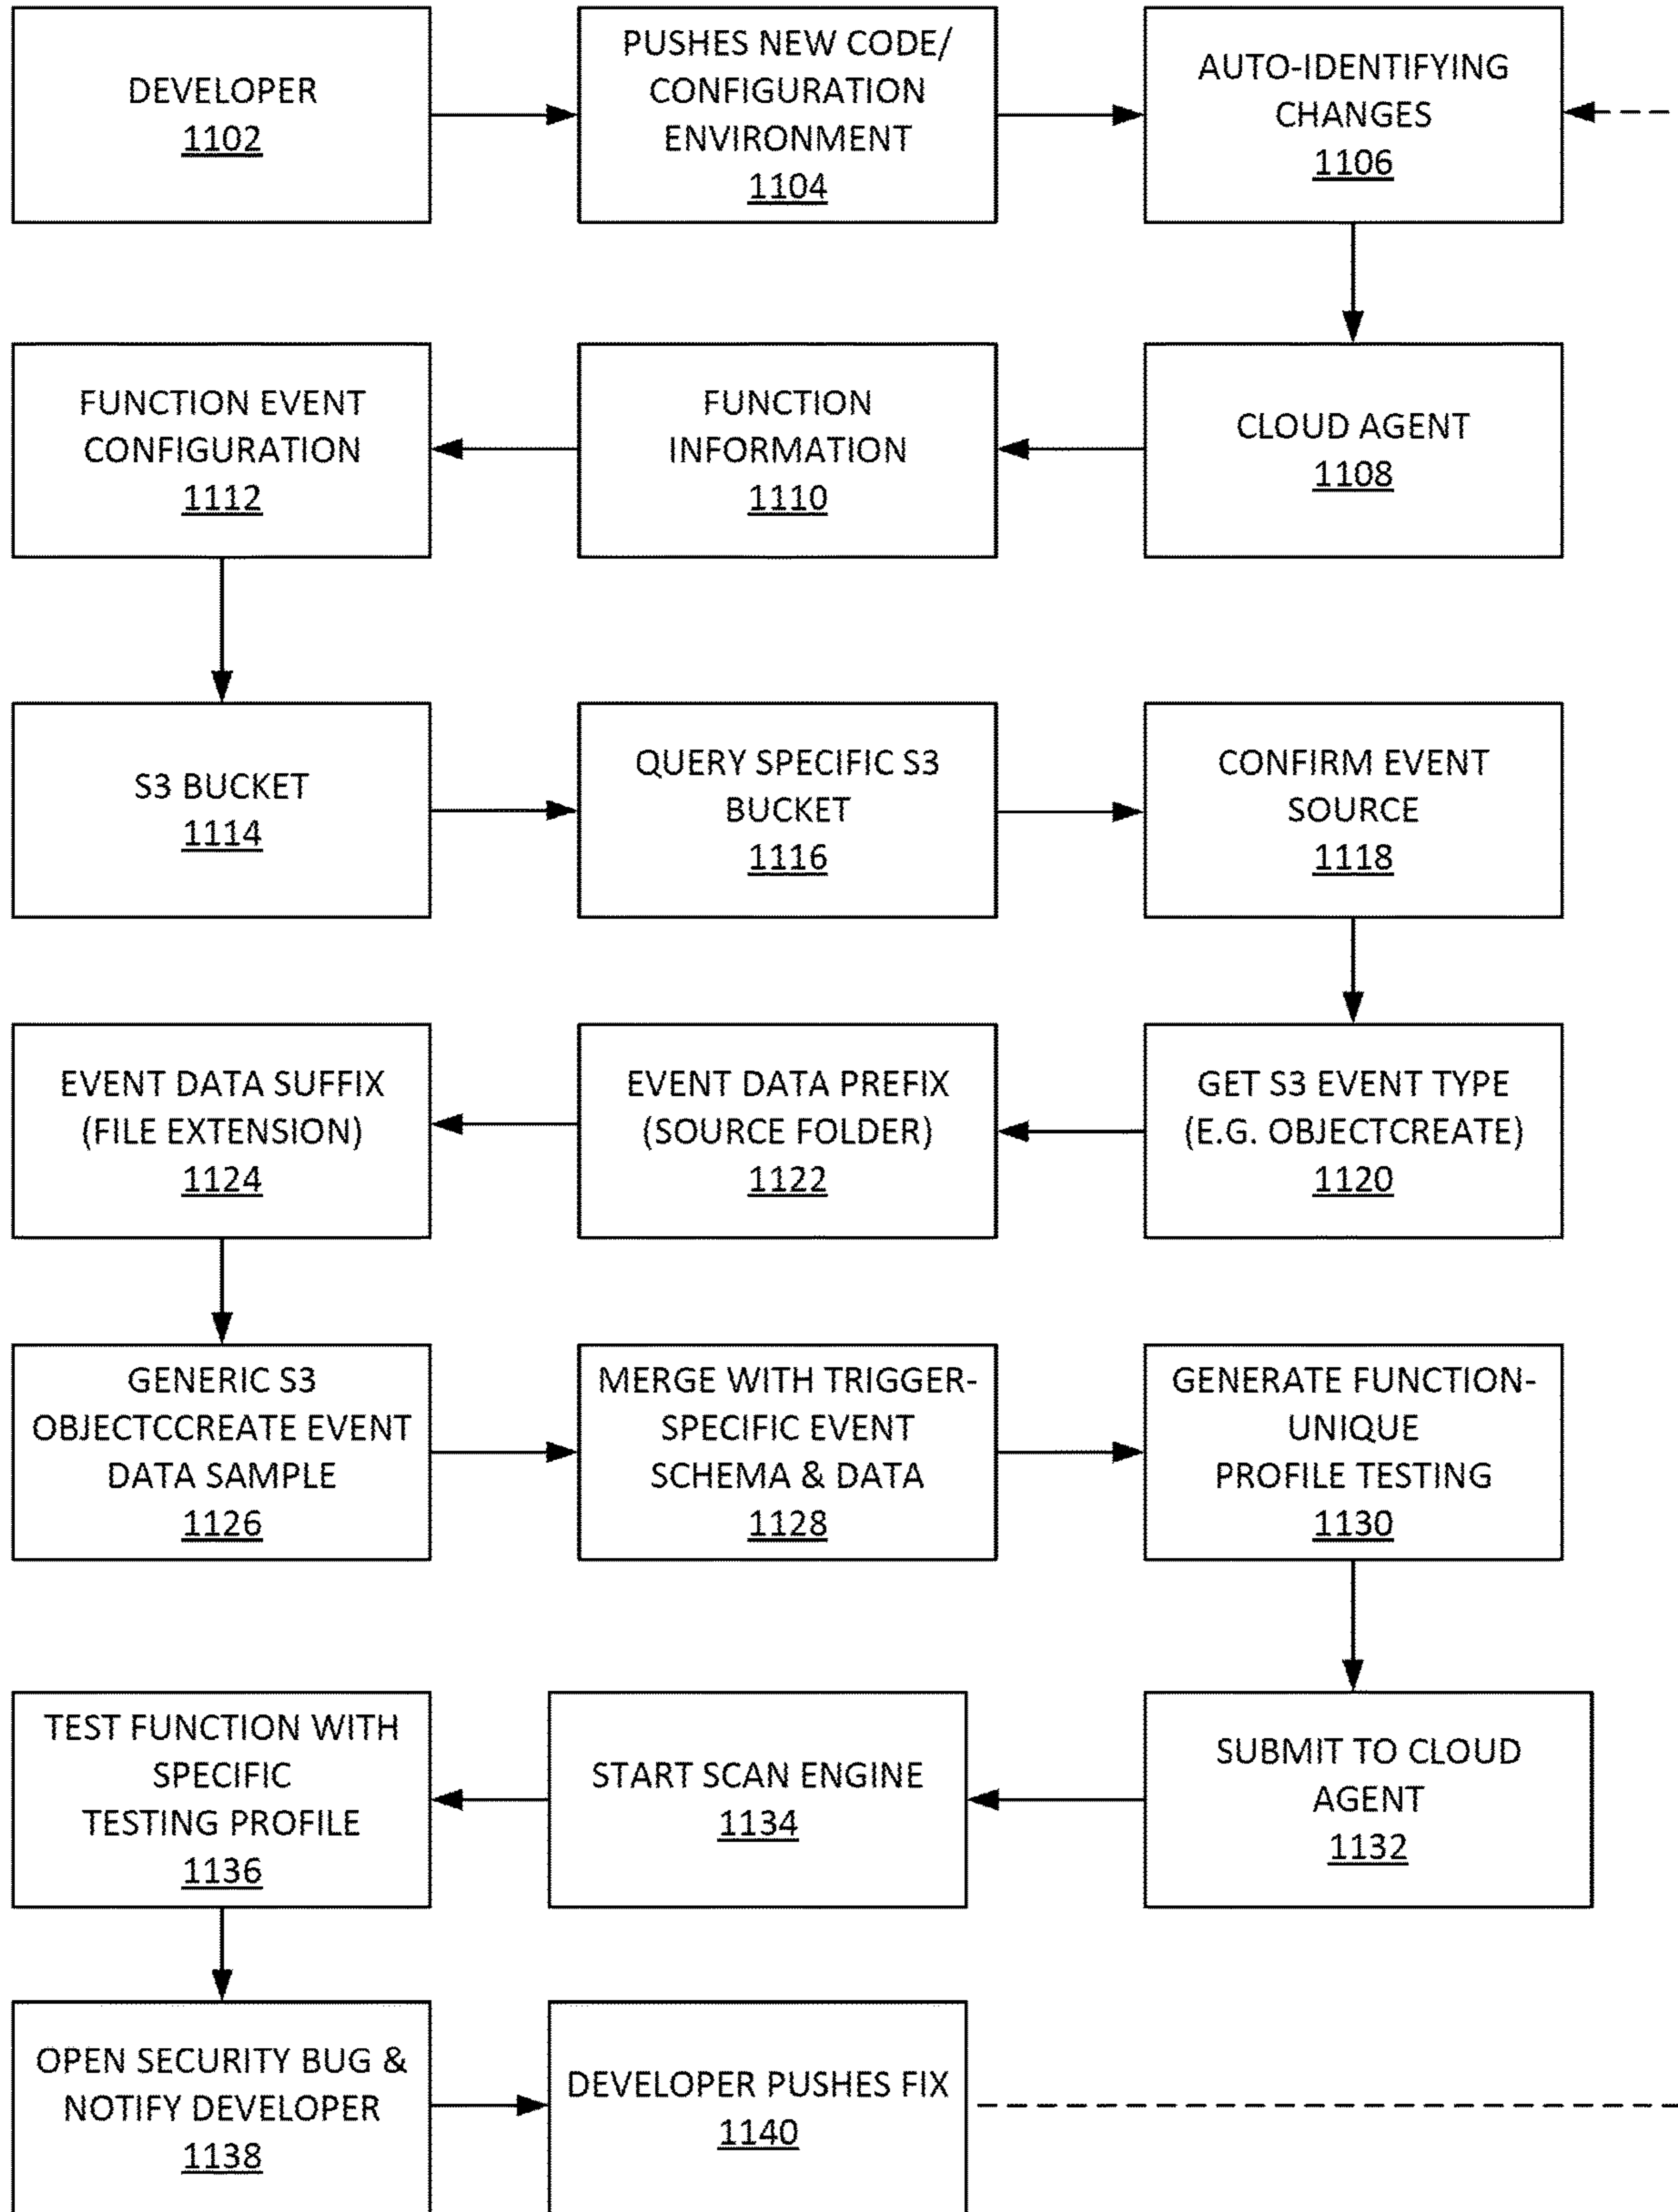 DEVELOPER
1102
PUSHES NEW CODE/
CONFIGURATION
ENVIRONMENT
1104
AUTO-IDENTIFYING
CHANGES
1106
FUNCTION EVENT
CONFIGURATION
1112
FUNCTION
INFORMATION
1110
CLOUD AGENT
1108
S3 BUCKET
1114
QUERY SPECIFIC S3
BUCKET
1116
CONFIRM EVENT
SOURCE
1118
EVENT DATA SUFFIX
(FILE EXTENSION)
1124
EVENT DATA PREFIX
(SOURCE FOLDER)
1122
GET S3 EVENT TYPE
(E.G. OBJECTCREATE)
1120
GENERIC S3
OBJECTCCREATE EVENT
DATA SAMPLE
1126
MERGE WITH TRIGGER-
SPECIFIC EVENT
SCHEMA & DATA
1128
GENERATE FUNCTION-
UNIQUE
PROFILE TESTING
1130
TEST FUNCTION WITH
SPECIFIC
TESTING PROFILE
1136
START SCAN ENGINE
1134
SUBMIT TO CLOUD
AGENT
1132
OPEN SECURITY BUG &
NOTIFY DEVELOPER
1138
DEVELOPER PUSHES FIX
1140